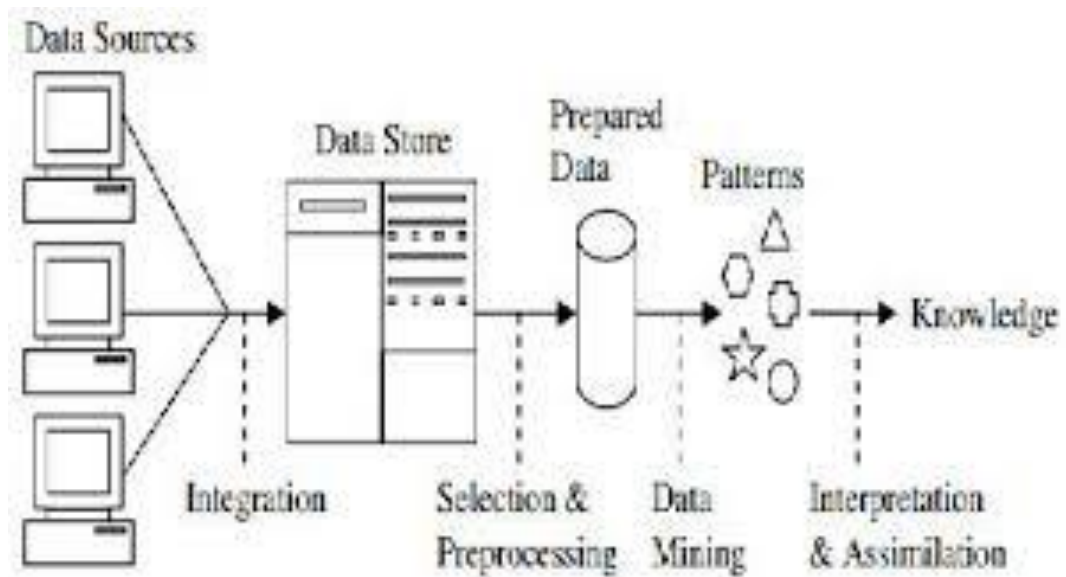 Data Sources
Data Store
Prepared
Data
Patterns
Knowledge
Integration
Selection &
Preprocessing
Data
Mining
Interpretation
& Assimilation